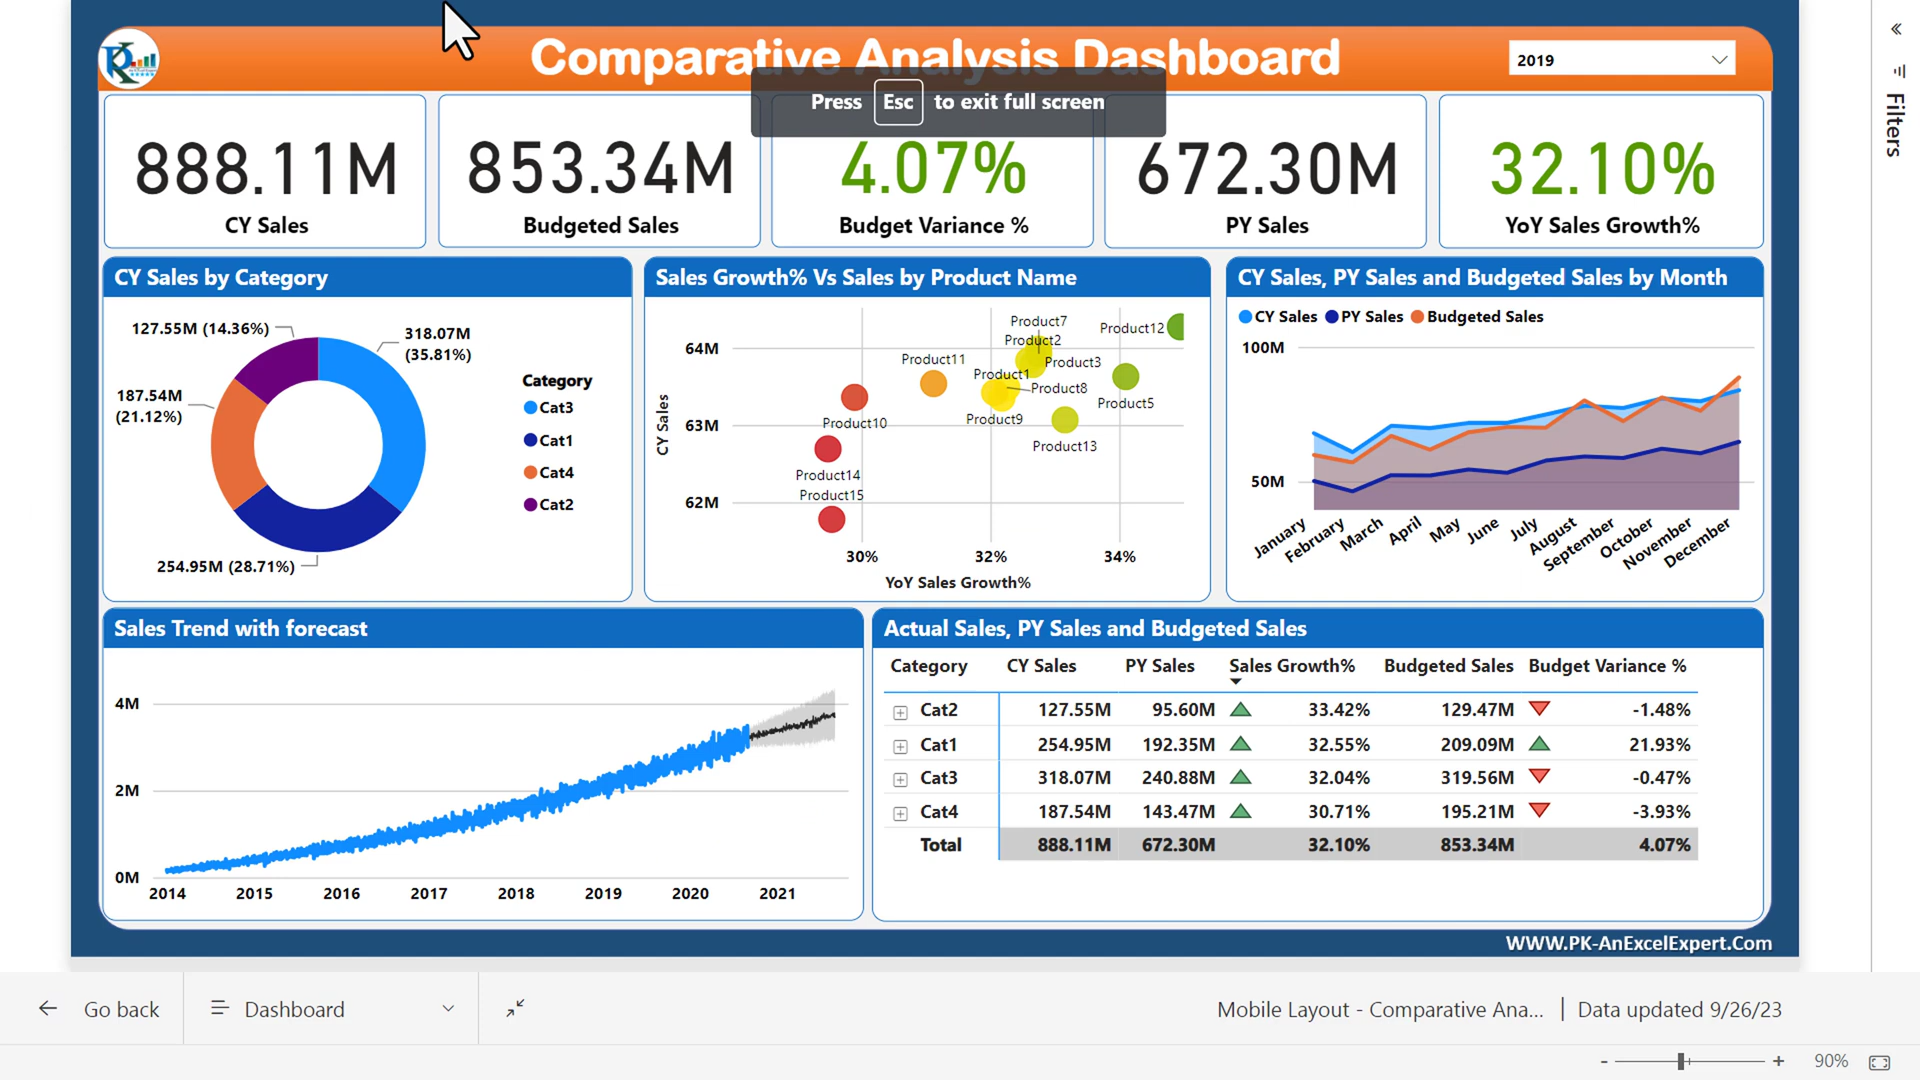 Comparative Analysis Dashboard
2019
Press Esc to exit full screen
888.11M
CY Sales
853.34M
Budgeted Sales
4.07%
Budget Variance %
672.30M
PY Sales
32.10%
YoY Sales Growth%
Filters
CY Sales by Category
127.55M (14.36%)
318.07M
(35.81%)
187.54M
(21.12%)
254.95M (28.71%)
Category
Cat3
Cat1
Cat4
Cat2
Sales Growth% Vs Sales by Product Name
CY Sales
64M
63M
62M
Product7
Product12
Product2
Product11
Product3
Product1
Product8
Product5
Product10
Product9
Product13
Product14
Product15
30% 32% 34%
YoY Sales Growth%
CY Sales, PY Sales and Budgeted Sales by Month
CY Sales PY Sales Budgeted Sales
100M
50M
January February March April May June July August September October November December
Sales Trend with forecast
4M
2M
0M
2014 2015 2016 2017 2018 2019 2020 2021
Actual Sales, PY Sales and Budgeted Sales
Category CY Sales PY Sales Sales Growth% Budgeted Sales Budget Variance %
Cat2 127.55M 95.60M 33.42% 129.47M -1.48%
Cat1 254.95M 192.35M 32.55% 209.09M 21.93%
Cat3 318.07M 240.88M 32.04% 319.56M -0.47%
Cat4 187.54M 143.47M 30.71% 195.21M -3.93%
Total 888.11M 672.30M 32.10% 853.34M 4.07%
WWW.PK-AnExcelExpert.Com
Go back
Dashboard
Mobile Layout - Comparative Ana... | Data updated 9/26/23
- + 90%